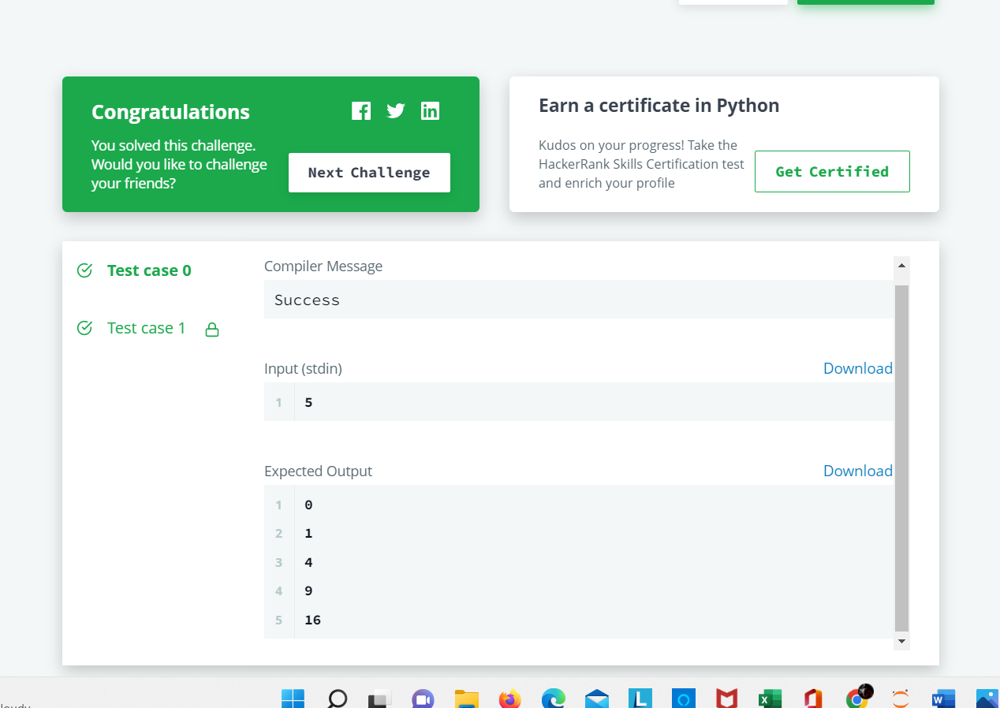 Congratulations
You solved this challenge.
Would you like to challenge
your friends?
Next Challenge
Earn a certificate in Python
Kudos on your progress! Take the
HackerRank Skills Certification test
and enrich your profile
Get Certified
Test case 0
Test case 1
Compiler Message
Success
Input (stdin)
Download
1 5
Expected Output
Download
1 0
2 1
3 4
4 9
5 16